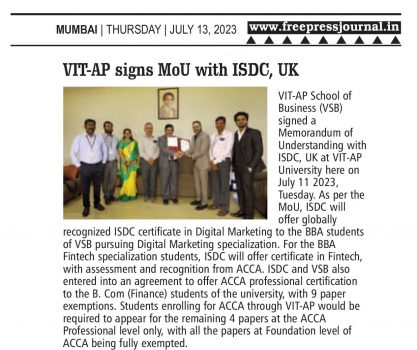 MUMBAI | THURSDAY | JULY 13, 2023 www.freepressjournal.in
VIT-AP signs MoU with ISDC, UK
VIT-AP School of
Business (VSB)
signed a
Memorandum of
Understanding with
ISDC, UK at VIT-AP
University here on
July 11 2023,
Tuesday. As per the
MoU, ISDC will
offer globally
recognized ISDC certificate in Digital Marketing to the BBA students
of VSB pursuing Digital Marketing specialization. For the BBA
Fintech specialization students, ISDC will offer certificate in Fintech,
with assessment and recognition from ACCA. ISDC and VSB also
entered into an agreement to offer ACCA professional certification
to the B. Com (Finance) students of the university, with 9 paper
exemptions. Students enrolling for ACCA through VIT-AP would be
required to appear for the remaining 4 papers at the ACCA
Professional level only, with all the papers at Foundation level of
ACCA being fully exempted.